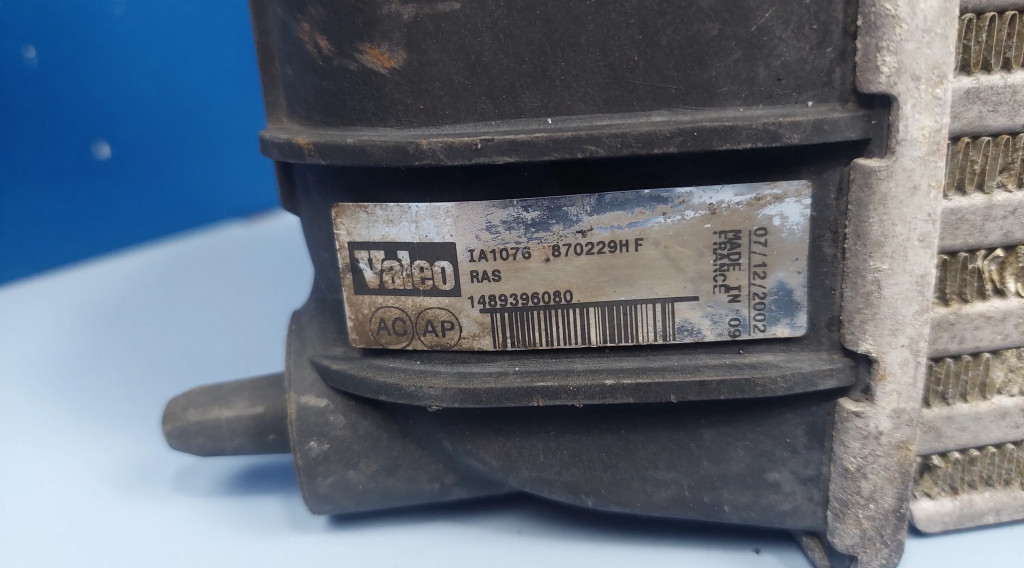 Valeo
IA1076 870229H F
RAS
1489396080
AC AP
07/12/2002
MADE IN 09
FRANCE